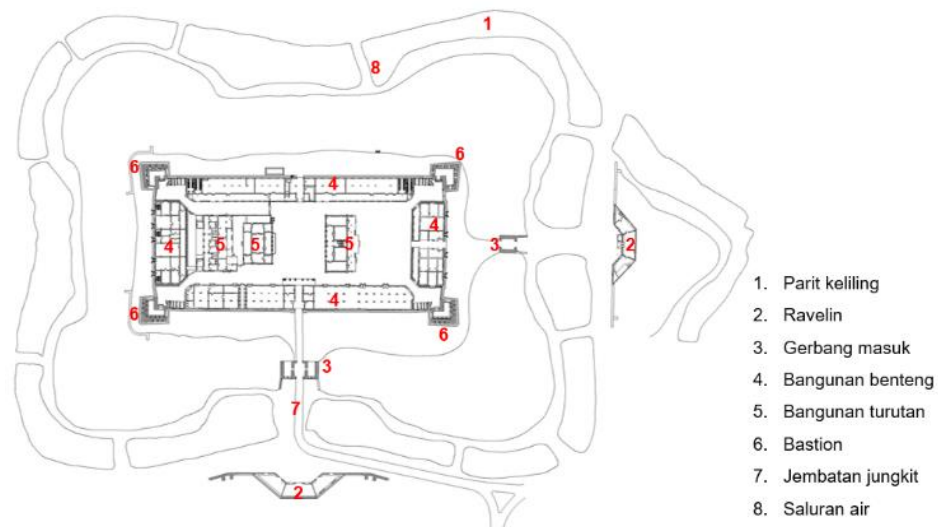 1
8
6
6
4
4
5
5
5
4
3
2
4
6
6
3
7
2
1. Parit keliling
2. Ravelin
3. Gerbang masuk
4. Bangunan benteng
5. Bangunan turutan
6. Bastion
7. Jembatan jungkit
8. Saluran air